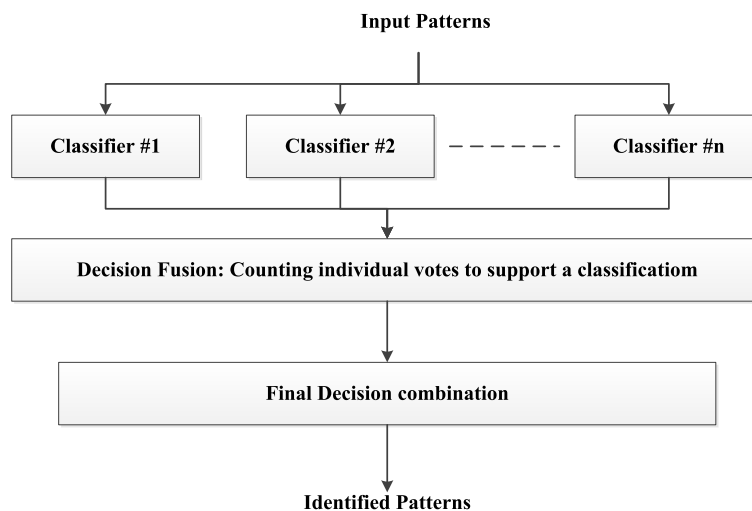 Input Patterns
Classifier #1
Classifier #2
Classifier #n
Decision Fusion: Counting individual votes to support a classificatiom
Final Decision combination
Identified Patterns